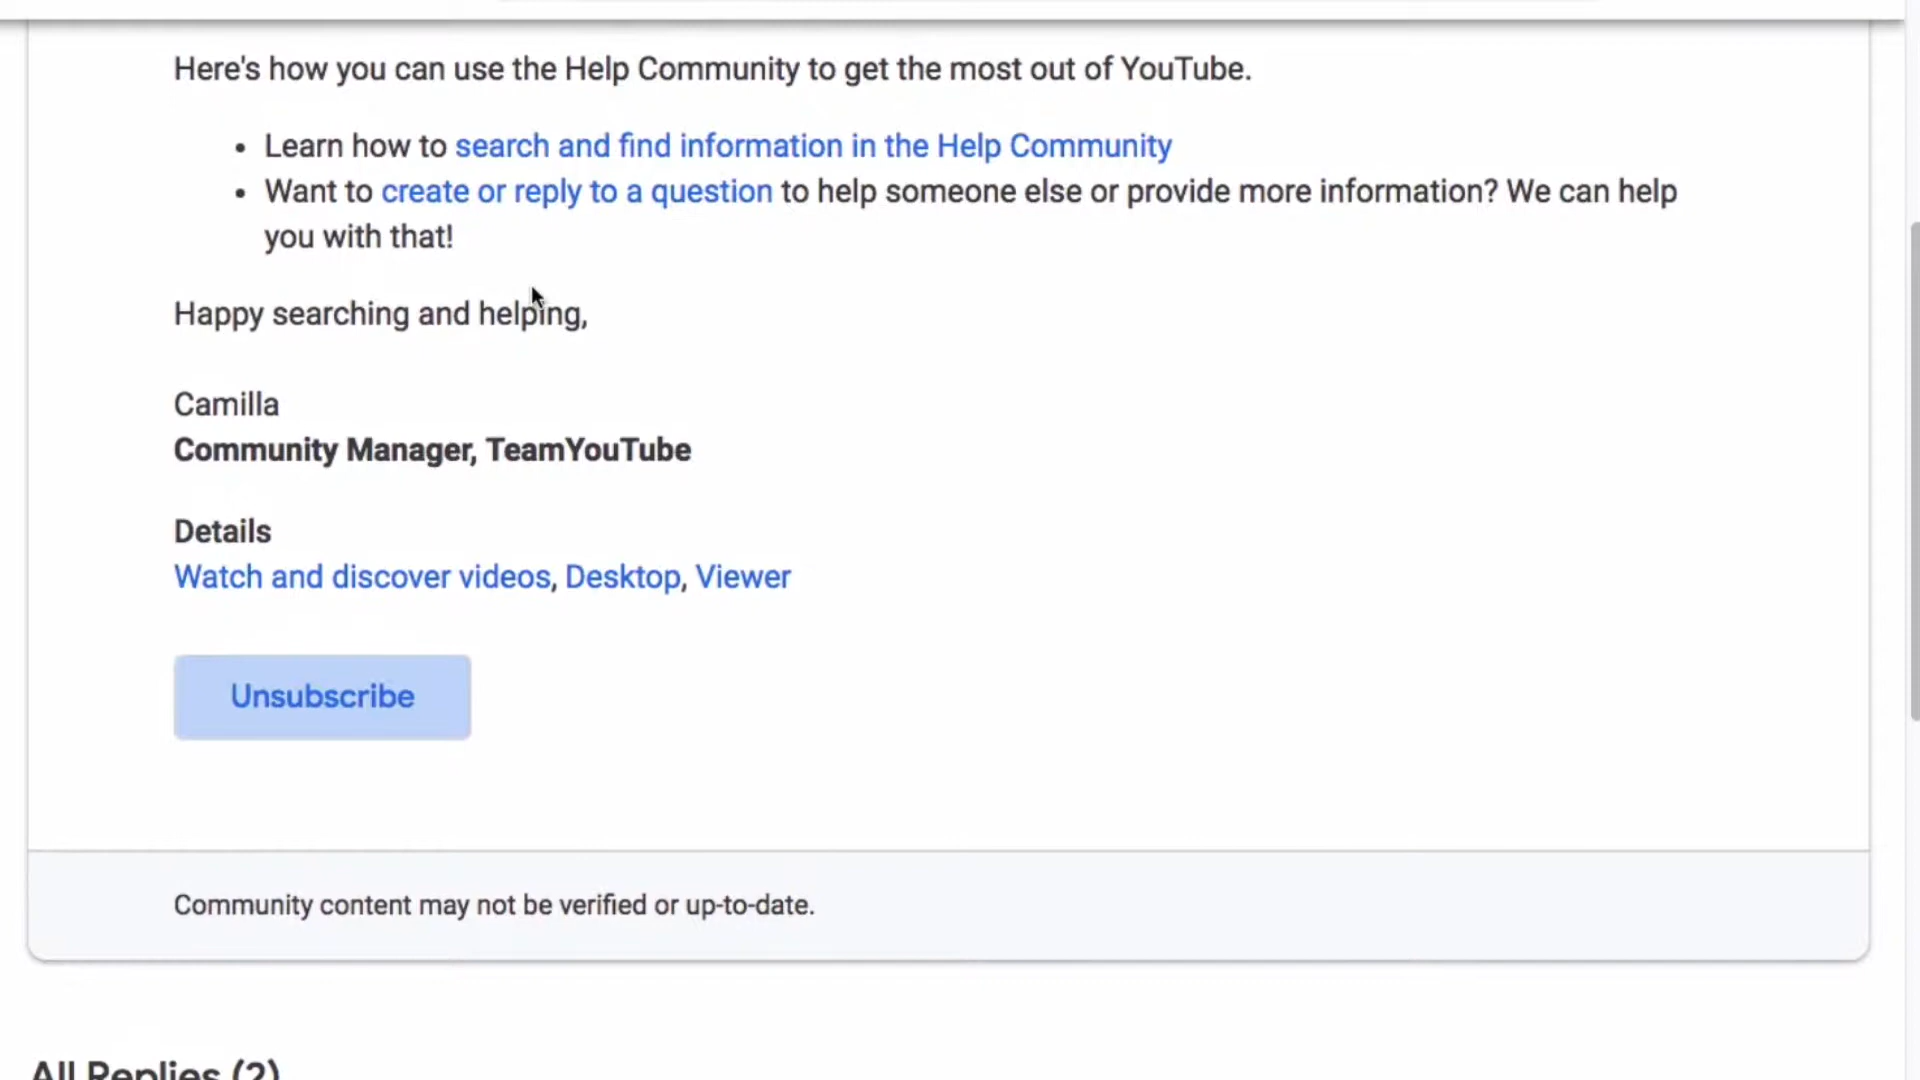 Here's how you can use the Help Community to get the most out of YouTube.
• Learn how to search and find information in the Help Community
• Want to create or reply to a question to help someone else or provide more information? We can help
you with that!
Happy searching and helping,
Camilla
Community Manager, TeamYouTube
Details
Watch and discover videos, Desktop, Viewer
Unsubscribe
Community content may not be verified or up-to-date.
All Replies (2)